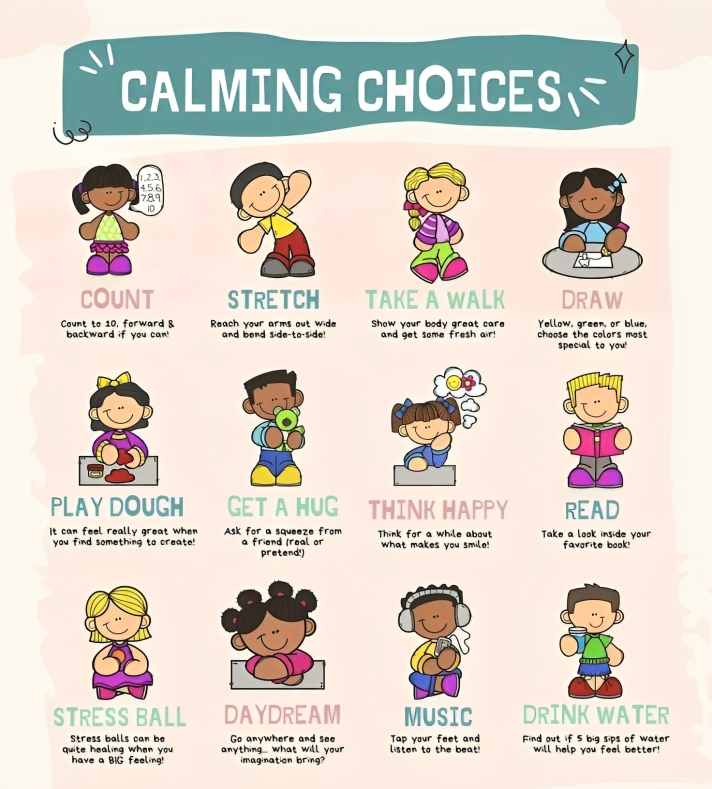 CALMING CHOICES
1,2,3,
4,5,6
7,8,9,
10
COUNT
Count to 10, forward &
backward if you can!
STRETCH
Reach your arms out wide
and bend side-to-side!
TAKE A WALK
Show your body great care
and get some fresh air!
DRAW
Yellow, green, or blue,
choose the colors most
special to you!
PLAY DOUGH
It can feel really great when
you find something to create!
GET A HUG
Ask for a squeeze from
a friend (real or
pretend!)
THINK HAPPY
Think for a while about
what makes you smile!
READ
Take a look inside your
favorite book!
STRESS BALL
Stress balls can be
quite healing when you
have a BIG feeling!
DAYDREAM
Go anywhere and see
anything... what will your
imagination bring?
MUSIC
Tap your feet and
listen to the beat!
DRINK WATER
Find out if 5 big sips of water
will help you feel better!